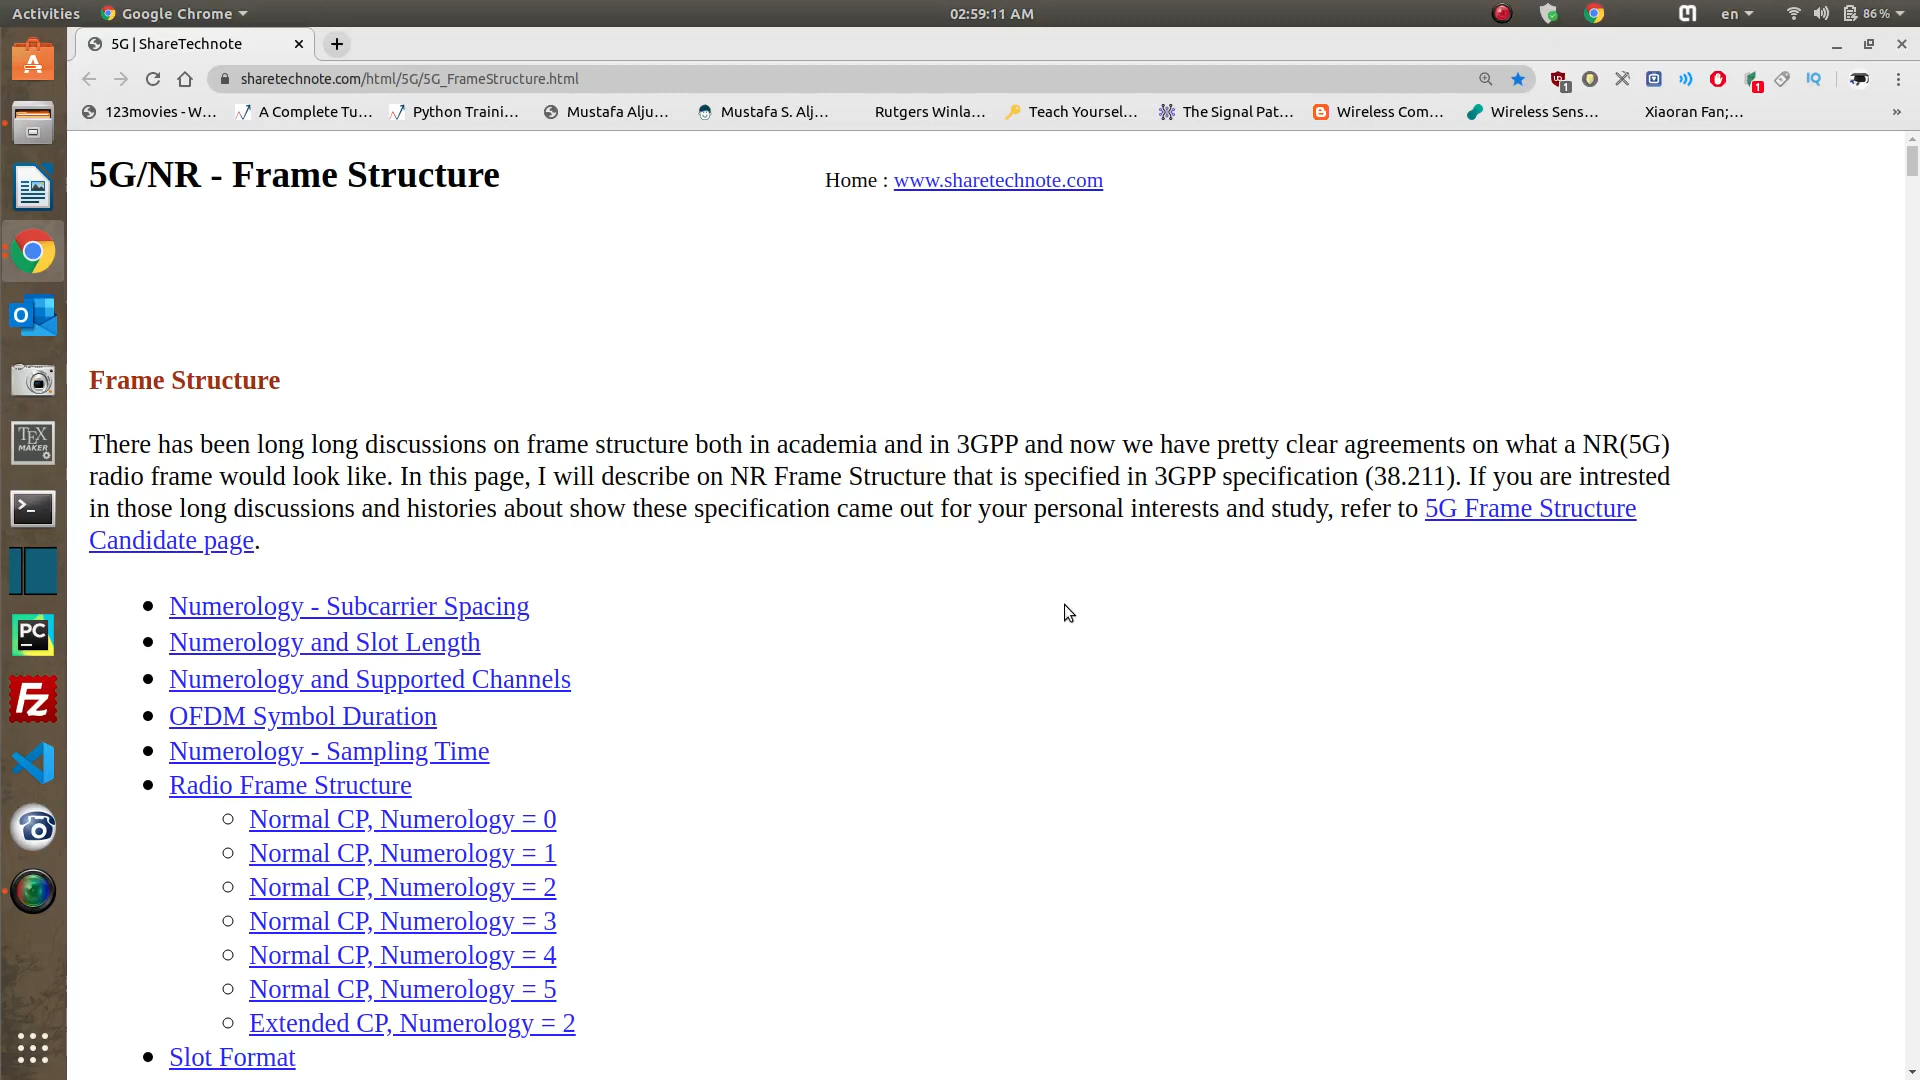 Activities Google Chrome 02:59:11 AM en 86%
5G | ShareTechnote
sharetechnote.com/html/5G/5G_FrameStructure.html
123movies - W... A Complete Tu... Python Traini... Mustafa Alju... Mustafa S. Alj... Rutgers Winla... Teach Yoursel... The Signal Pat... Wireless Com... Wireless Sens... Xiaoran Fan;... »
5G/NR - Frame Structure
Home : www.sharetechnote.com
Frame Structure
There has been long long discussions on frame structure both in academia and in 3GPP and now we have pretty clear agreements on what a NR(5G)
radio frame would look like. In this page, I will describe on NR Frame Structure that is specified in 3GPP specification (38.211). If you are intrested
in those long discussions and histories about show these specification came out for your personal interests and study, refer to 5G Frame Structure
Candidate page.
Numerology - Subcarrier Spacing
Numerology and Slot Length
Numerology and Supported Channels
OFDM Symbol Duration
Numerology - Sampling Time
Radio Frame Structure
Normal CP, Numerology = 0
Normal CP, Numerology = 1
Normal CP, Numerology = 2
Normal CP, Numerology = 3
Normal CP, Numerology = 4
Normal CP, Numerology = 5
Extended CP, Numerology = 2
Slot Format
TEX
MAKER
PC
FZ
IQ
1
1